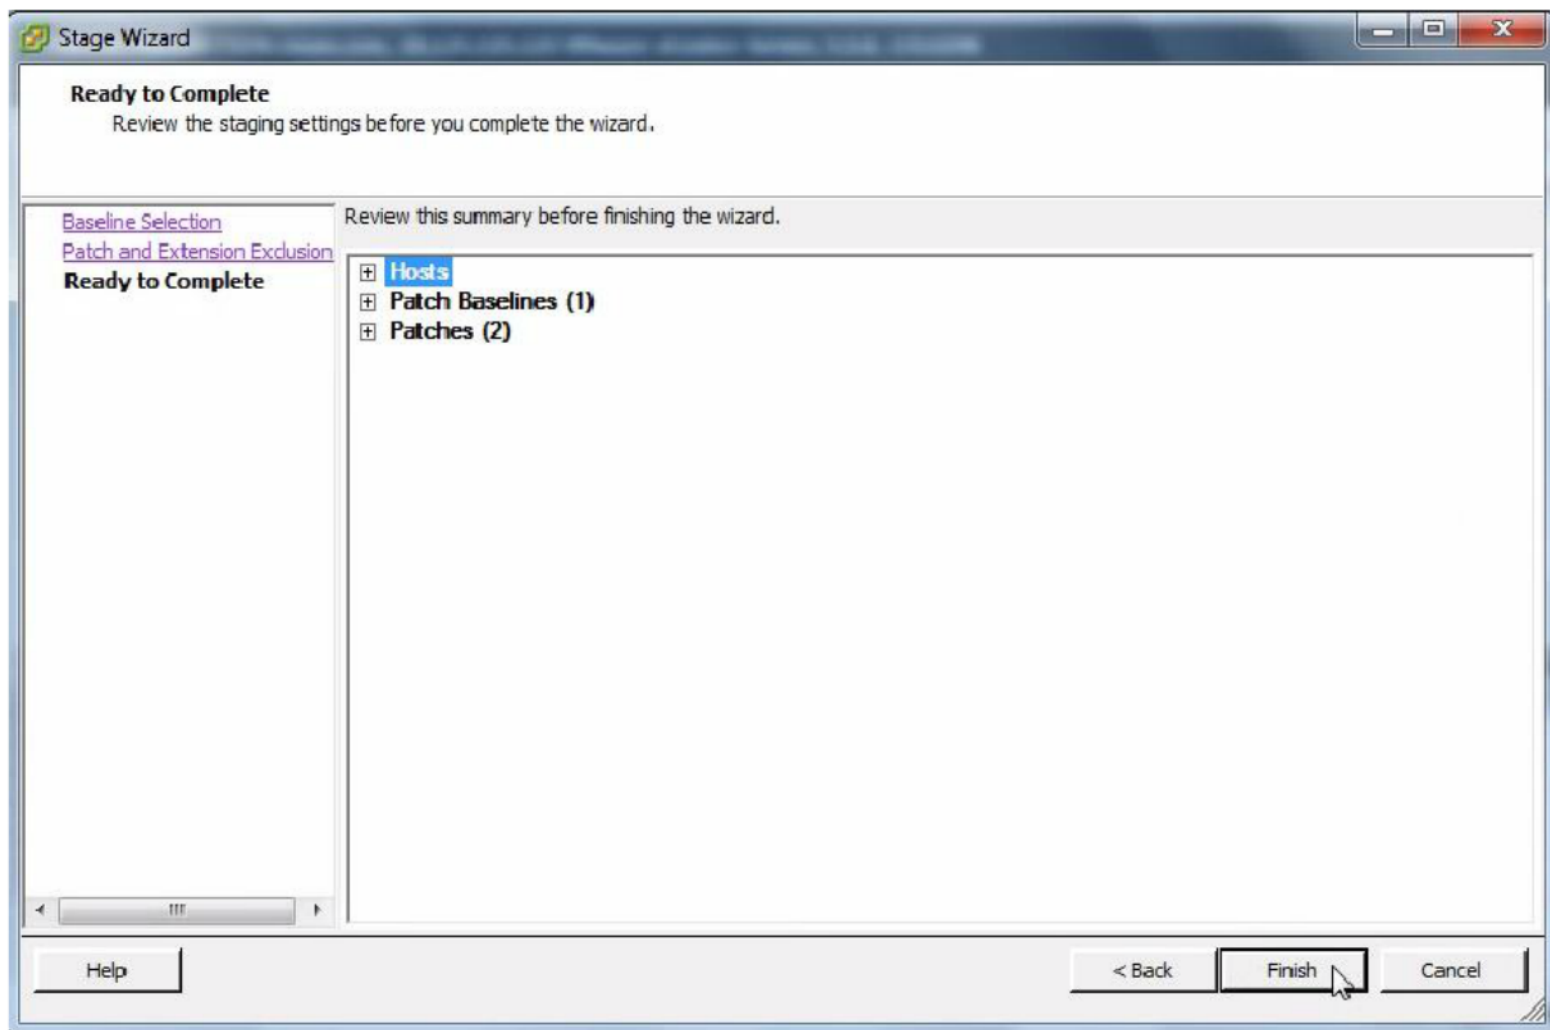 Stage Wizard
Ready to Complete
Review the staging settings before you complete the wizard.
Baseline Selection
Patch and Extension Exclusion
Ready to Complete
Review this summary before finishing the wizard.
Hosts
Patch Baselines (1)
Patches (2)
Help
< Back
Finish
Cancel